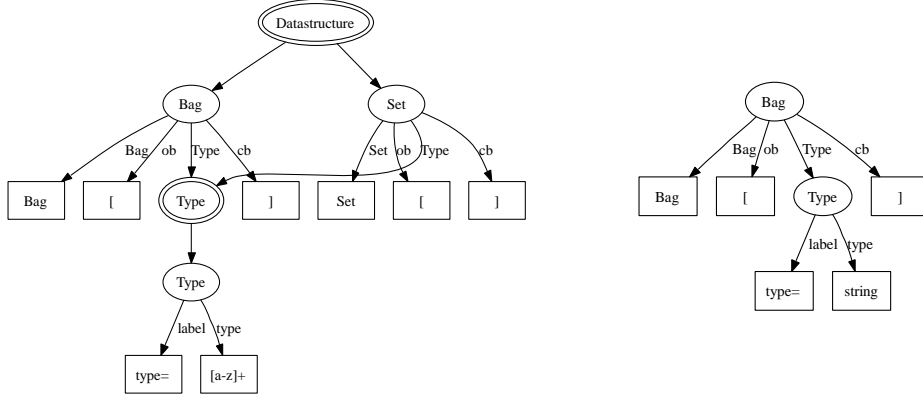 Datastructure
Bag Set Bag
Bag ob Type cb Set ob Type cb Bag ob Type cb
Bag [ Type ] Set [ ] Bag [ Type ]
Type label type
label type type= string
type= [a-z]+